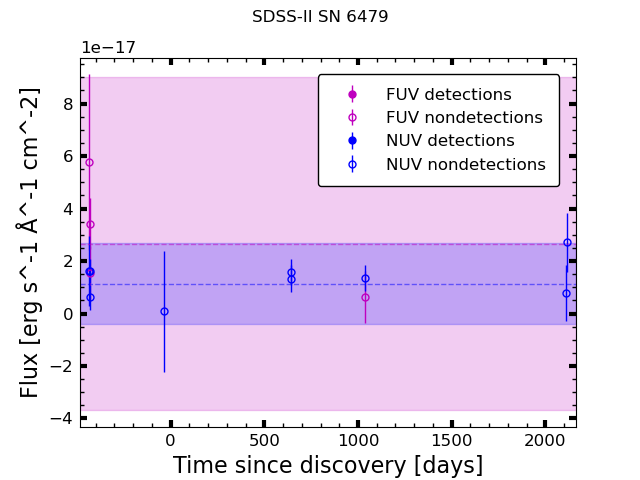 SDSS-II SN 6479
1e−17
FUV detections
FUV nondetections
NUV detections
NUV nondetections
8
6
4
2
0
−2
−4
Flux [erg s^-1 Å^-1 cm^-2]
0 500 1000 1500 2000
Time since discovery [days]